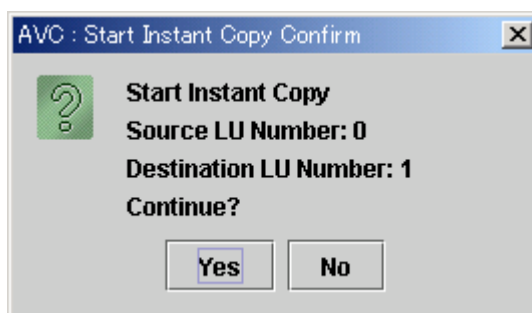 AVC : Start Instant Copy Confirm
Start Instant Copy
Source LU Number: 0
Destination LU Number: 1
Continue?
Yes No